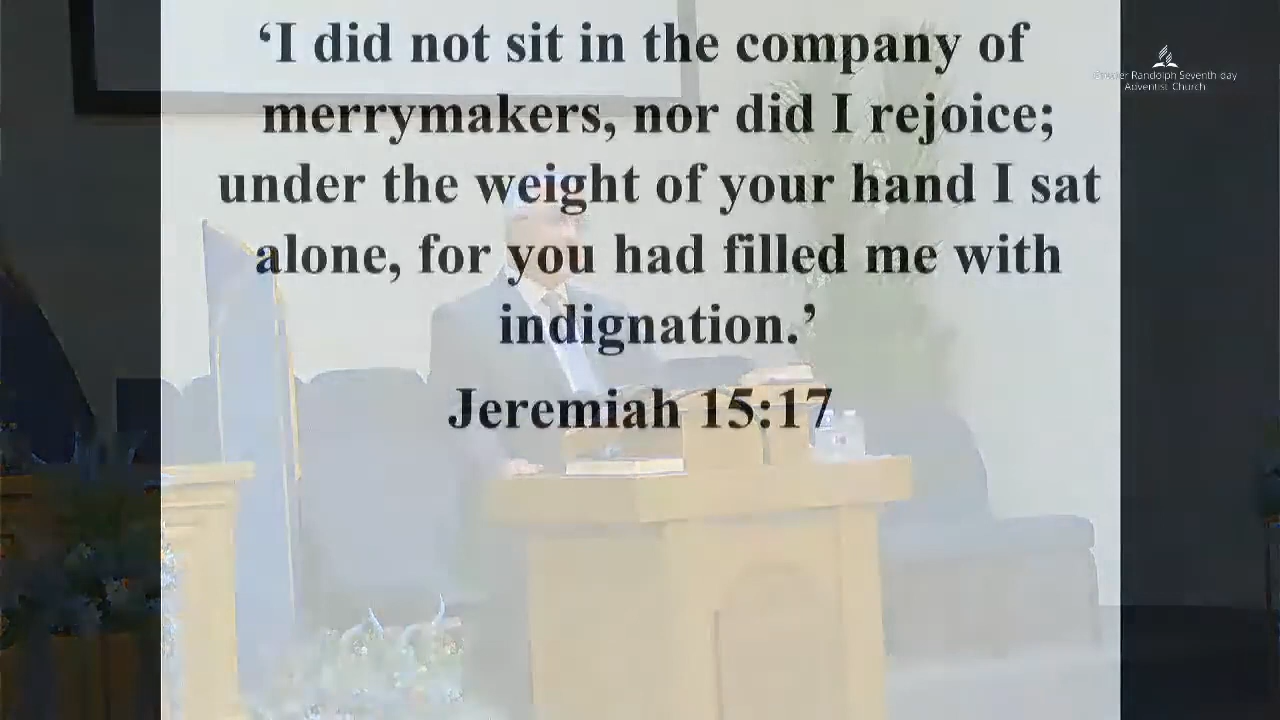 ‘I did not sit in the company of
merrymakers, nor did I rejoice;
under the weight of your hand I sat
alone, for you had filled me with
indignation.’
Jeremiah 15:17
Randolph Seventh-day
Adventist Church